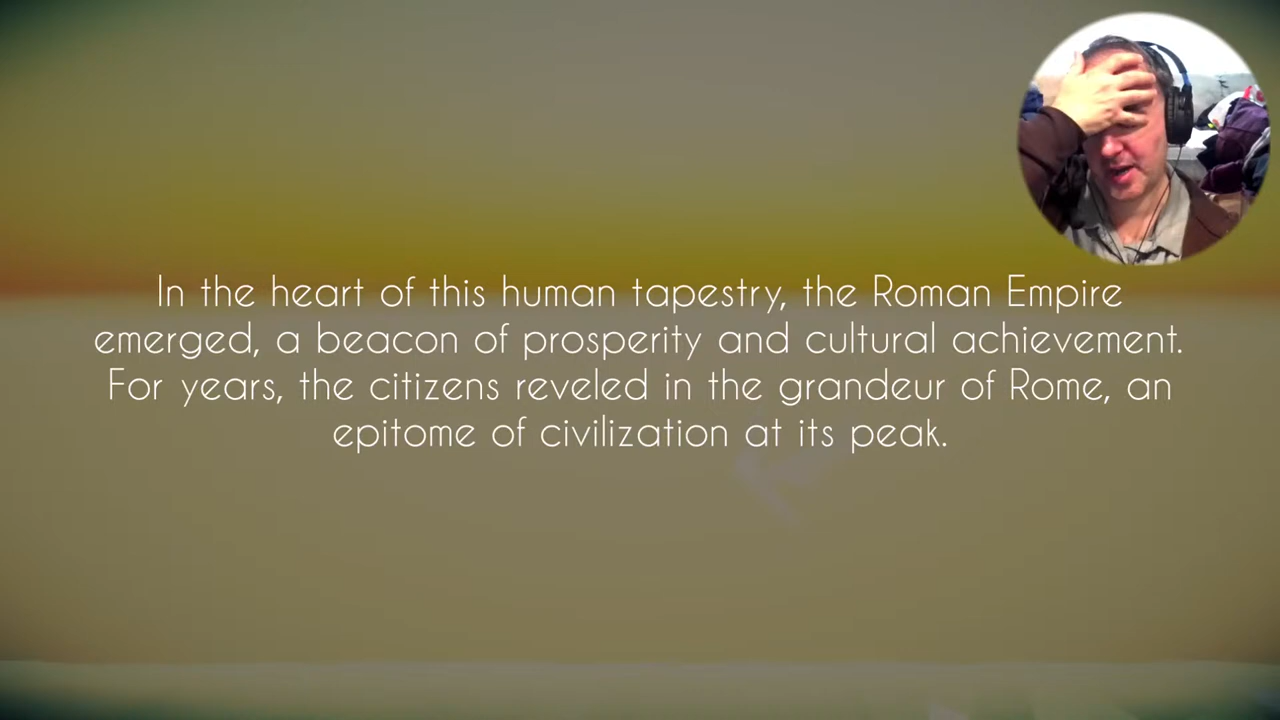 In the heart of this human tapestry, the Roman Empire
emerged, a beacon of prosperity and cultural achievement.
For years, the citizens reveled in the grandeur of Rome, an
epitome of civilization at its peak.